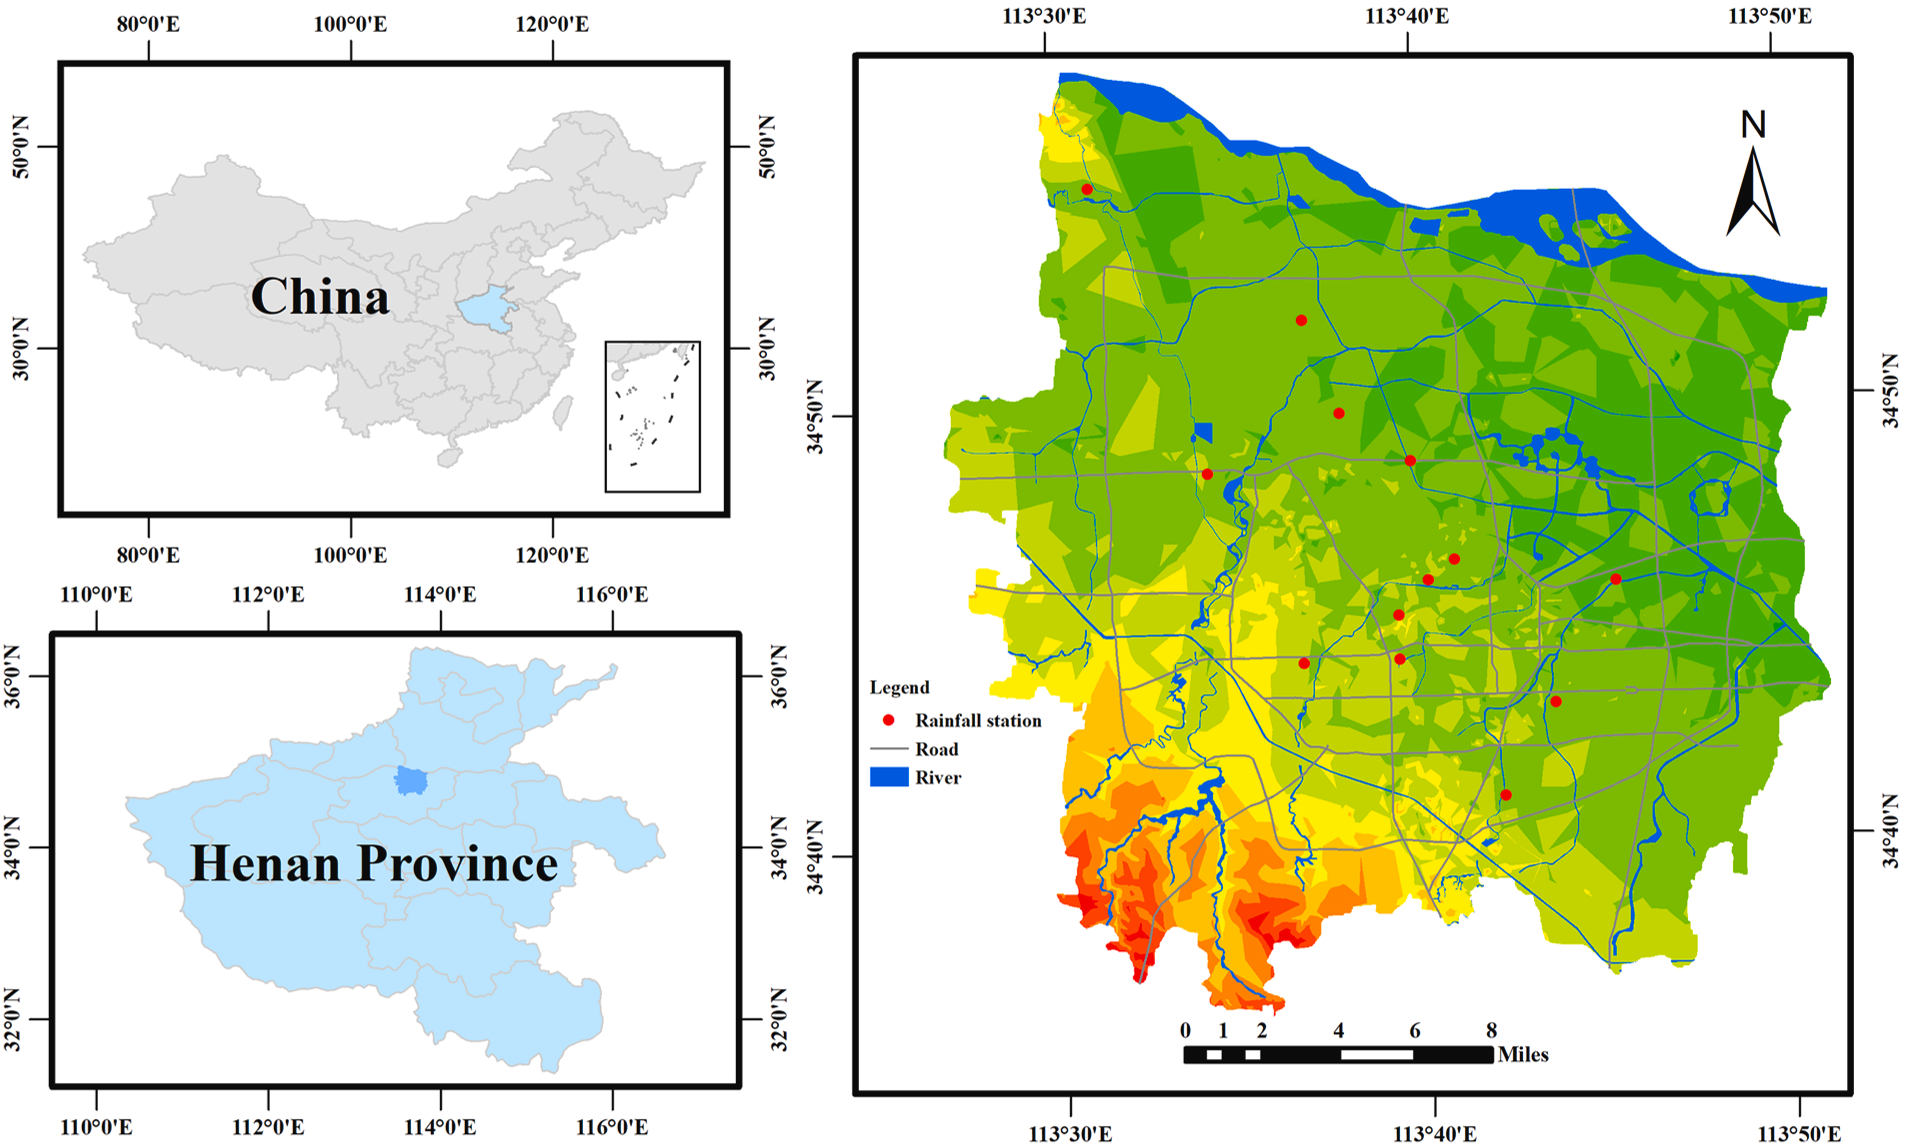 80°0'E 100°0'E 120°0'E
50°0'N 50°0'N
China
30°0'N 30°0'N
80°0'E 100°0'E 120°0'E
110°0'E 112°0'E 114°0'E 116°0'E
36°0'N 36°0'N
34°0'N 34°0'N
Henan Province
32°0'N 32°0'N
110°0'E 112°0'E 114°0'E 116°0'E
113°30'E 113°40'E 113°50'E
N
34°50'N 34°50'N
Legend
Rainfall station
Road
River
34°40'N 34°40'N
0 1 2 4 6 8
Miles
113°30'E 113°40'E 113°50'E